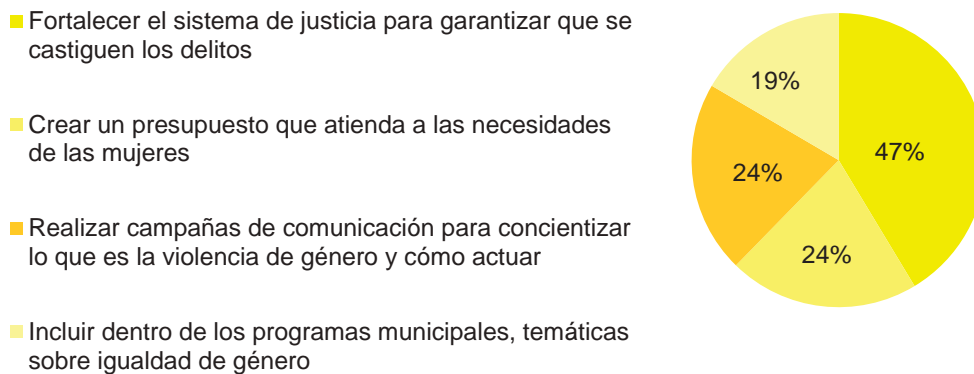 Fortalecer el sistema de justicia para garantizar que se
castiguen los delitos
Crear un presupuesto que atienda a las necesidades
de las mujeres
Realizar campañas de comunicación para concientizar
lo que es la violencia de género y cómo actuar
Incluir dentro de los programas municipales, temáticas
sobre igualdad de género
19%
47%
24%
24%